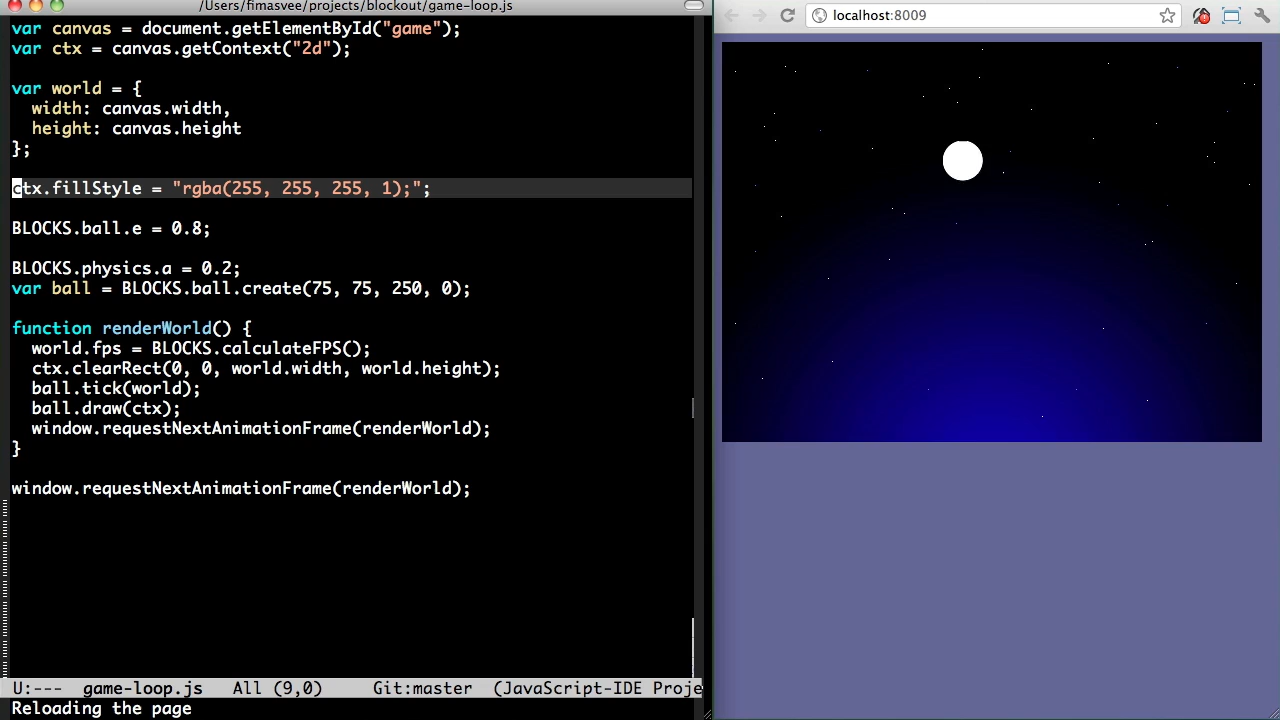 /Users/fimasvee/projects/blockout/game-loop.js
var canvas = document.getElementById("game");
var ctx = canvas.getContext("2d");
var world = {
  width: canvas.width,
  height: canvas.height
};
ctx.fillStyle = "rgba(255, 255, 255, 1);";
BLOCKS.ball.e = 0.8;
BLOCKS.physics.a = 0.2;
var ball = BLOCKS.ball.create(75, 75, 250, 0);
function renderWorld() {
  world.fps = BLOCKS.calculateFPS();
  ctx.clearRect(0, 0, world.width, world.height);
  ball.tick(world);
  ball.draw(ctx);
  window.requestNextAnimationFrame(renderWorld);
}
window.requestNextAnimationFrame(renderWorld);
U:--- game-loop.js All (9,0) Git:master (JavaScript-IDE Proje
Reloading the page
localhost:8009